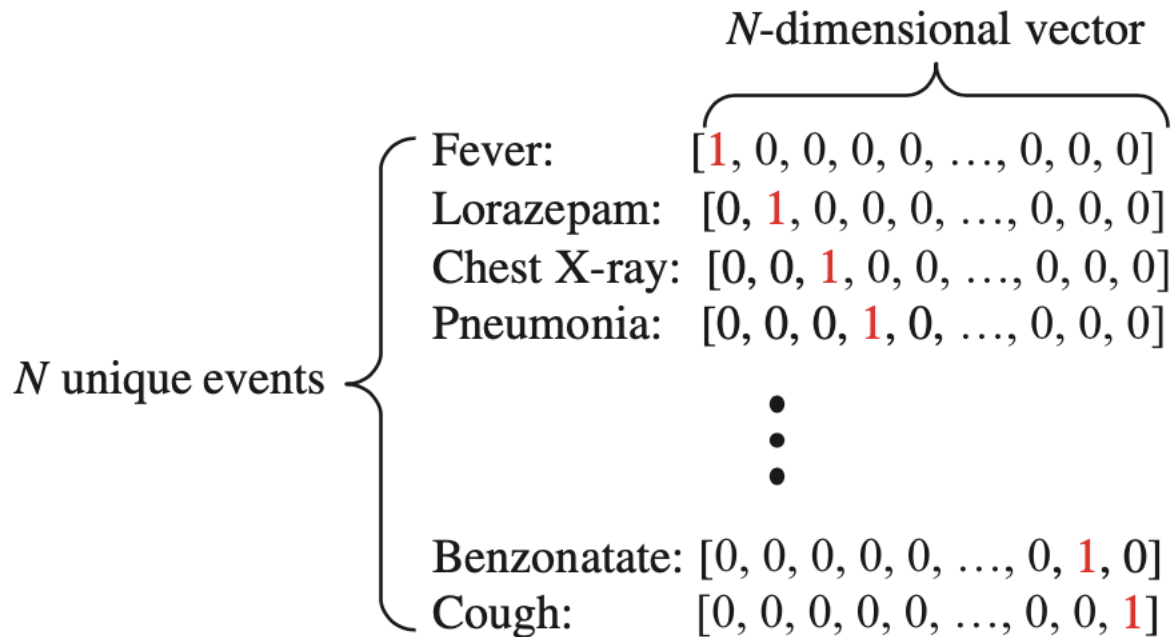 N-dimensional vector
Fever: [1, 0, 0, 0, 0, …, 0, 0, 0]
Lorazepam: [0, 1, 0, 0, 0, …, 0, 0, 0]
Chest X-ray: [0, 0, 1, 0, 0, …, 0, 0, 0]
Pneumonia: [0, 0, 0, 1, 0, …, 0, 0, 0]
N unique events
Benzonatate: [0, 0, 0, 0, 0, …, 0, 1, 0]
Cough: [0, 0, 0, 0, 0, …, 0, 0, 1]